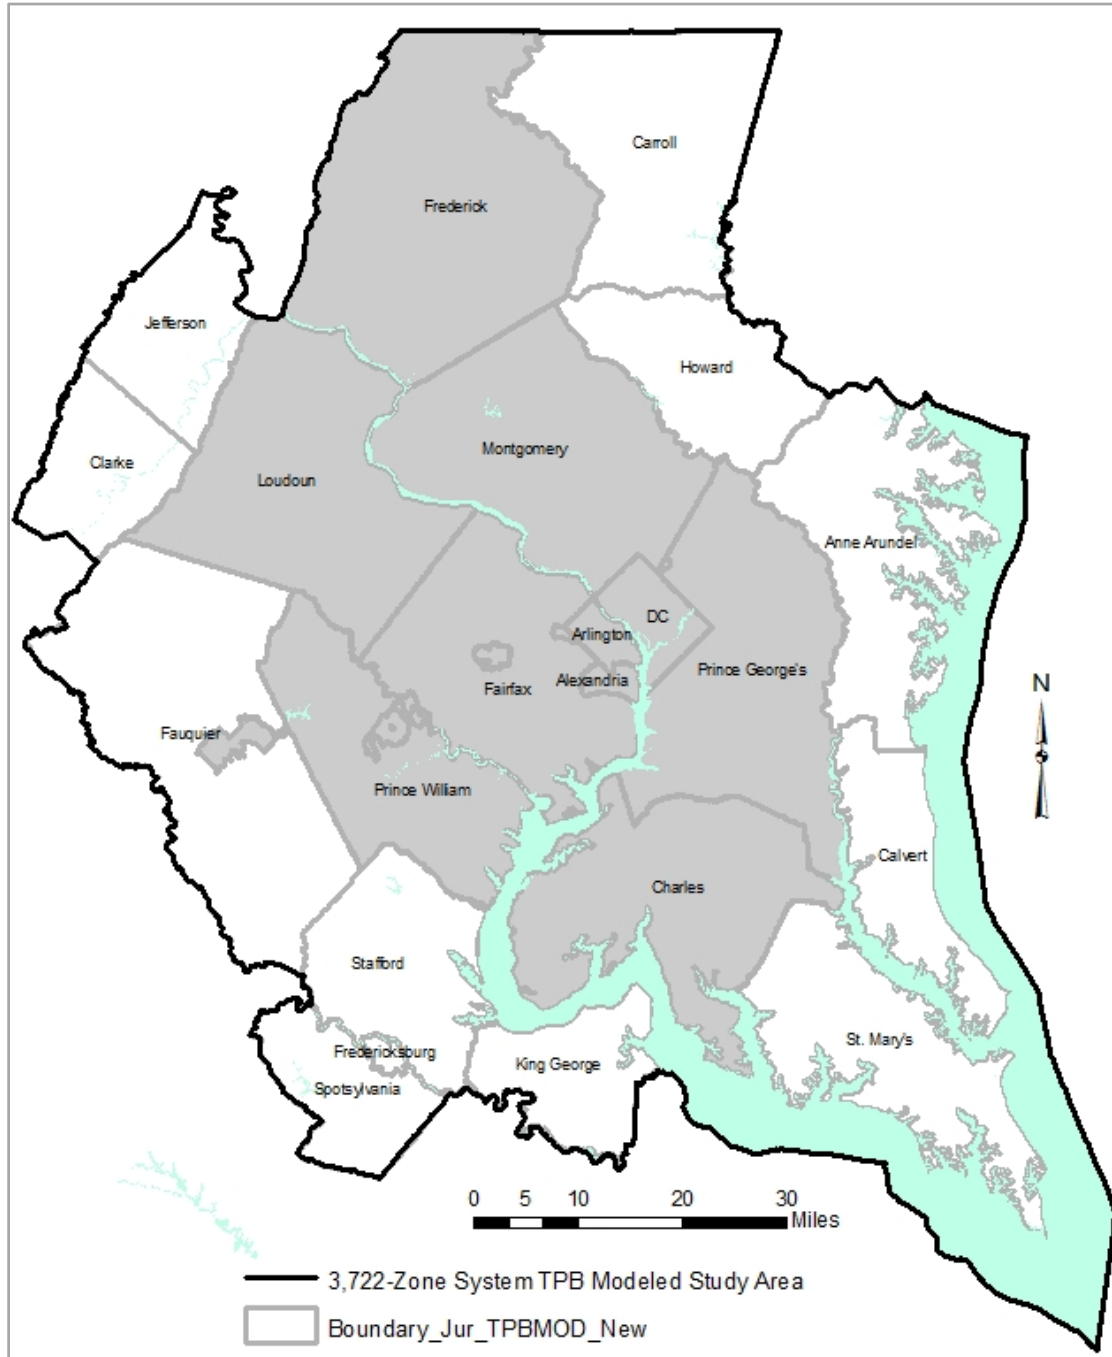 Carroll
Frederick
Jefferson
Howard
Montgomery
Clarke
Loudoun
Anne Arundel
DC
Arlington
Prince George's
Alexandria
Fairfax
N
Fauquier
Prince William
Calvert
Charles
Stafford
St. Mary's
Fredericksburg
King George
Spotsylvania
0 5 10 20 30
Miles
3,722-Zone System TPB Modeled Study Area
Boundary_Jur_TPBMOD_New